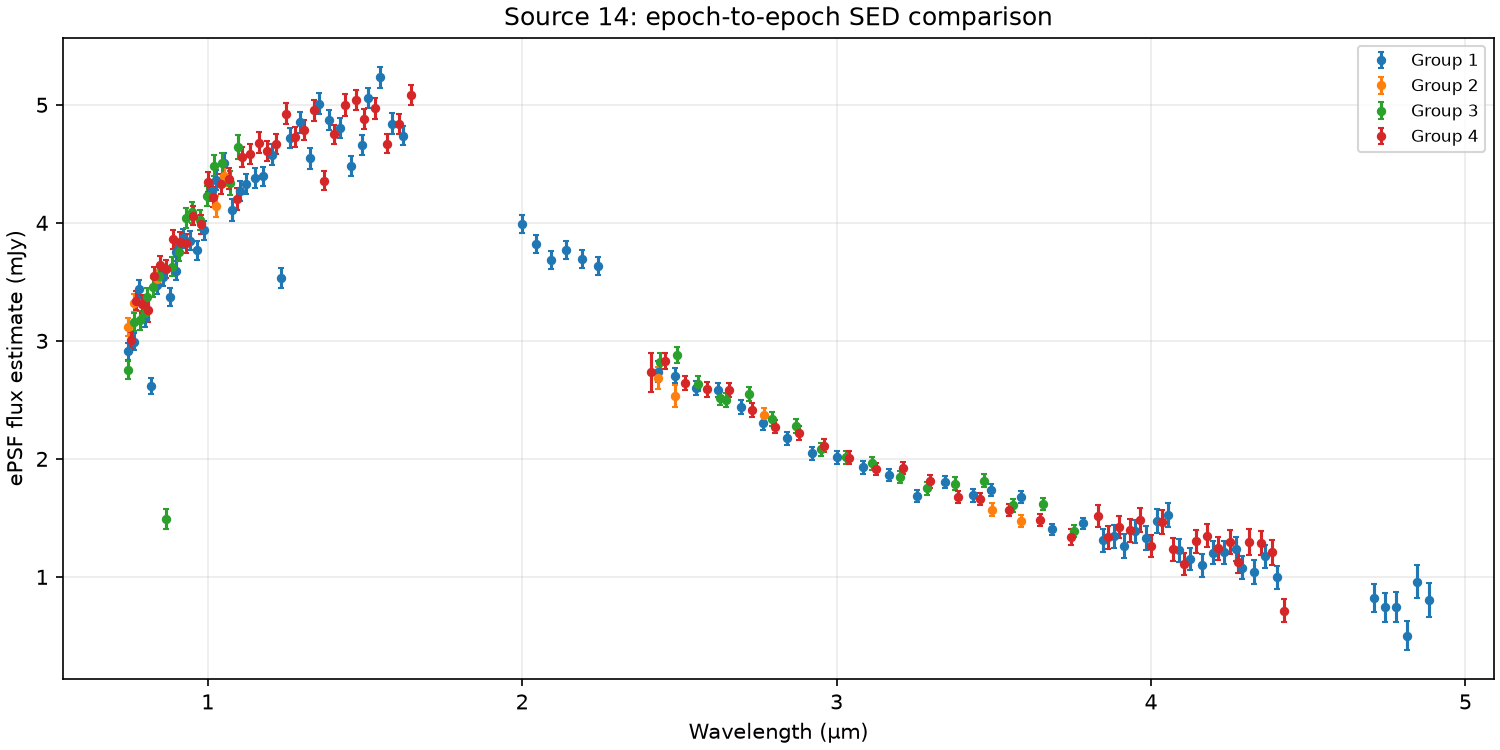 Source 14: epoch-to-epoch SED comparison
ePSF flux estimate (mJy)
5
4
3
2
1
Group 1
Group 2
Group 3
Group 4
1 2 3 4 5
Wavelength (μm)